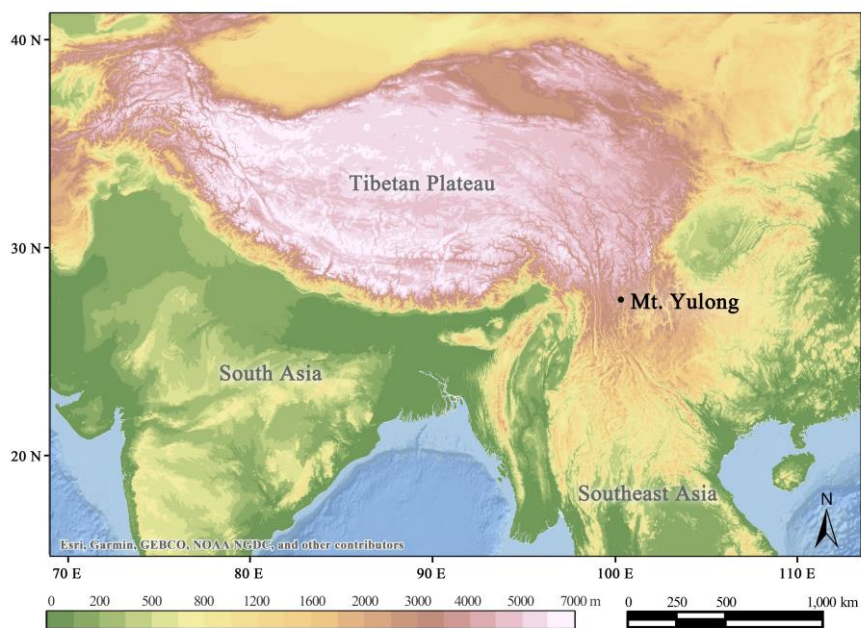 40 N
Tibetan Plateau
30 N
Mt. Yulong
South Asia
20 N
Southeast Asia
N
Esri, Garmin, GEBCO, NOAA NGDC, and other contributors
70 E 80 E 90 E 100 E 110 E
0 200 500 800 1200 1600 2000 3000 4000 5000 7000 m
0 250 500 1,000 km